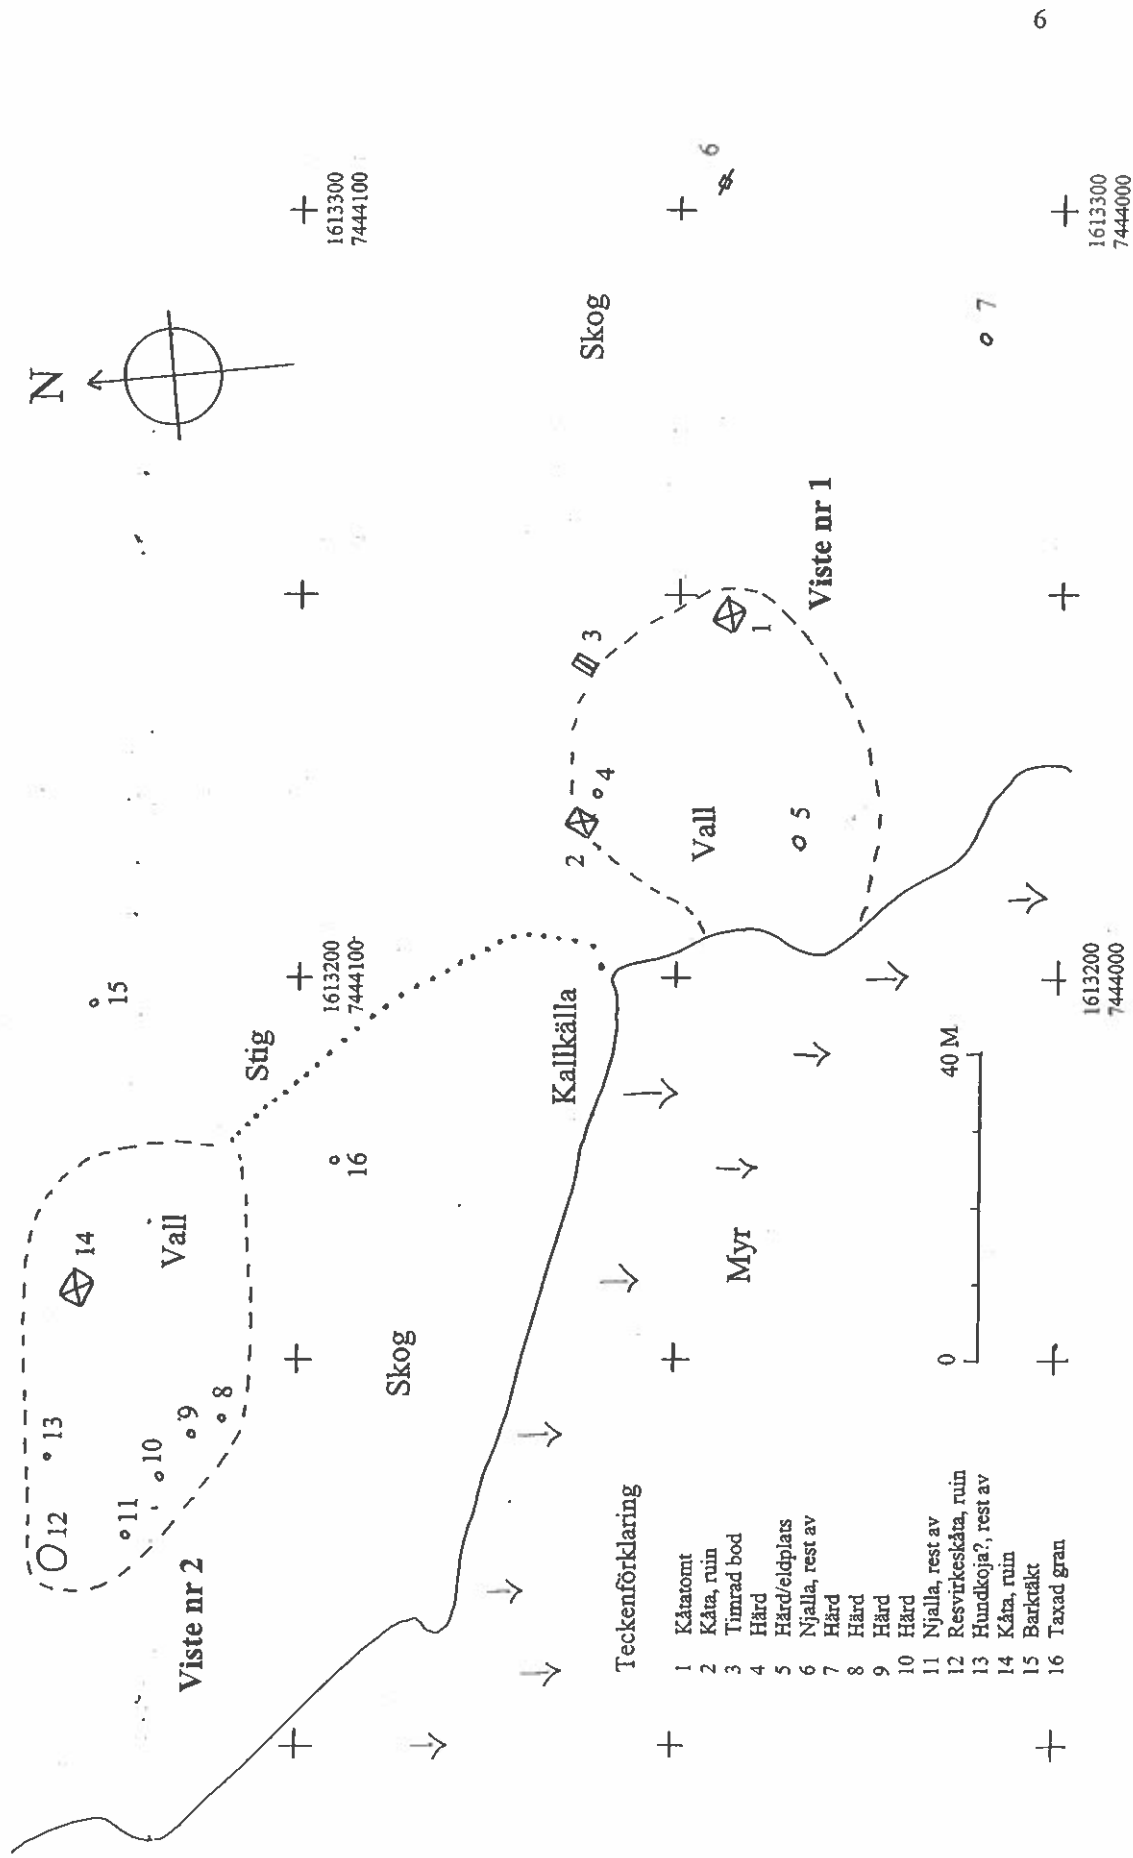 6
N
15
14
Vall
13
12
11
10
9
8
Viste nr 2
Stig
1613200
7444100
1613300
7444100
16
Skog
Skog
Kallkälla
2
4
3
Vall
5
1
Viste nr 1
6
7
Myr
0
40 M
1613200
7444000
1613300
7444000
Teckenförklaring
1 Kåtatomt
2 Kåta, ruin
3 Timrad bod
4 Härd
5 Härd/eldplats
6 Njalla, rest av
7 Härd
8 Härd
9 Härd
10 Härd
11 Njalla, rest av
12 Resvirkeskåta, ruin
13 Hundkoja?, rest av
14 Kåta, ruin
15 Barktäkt
16 Taxad gran